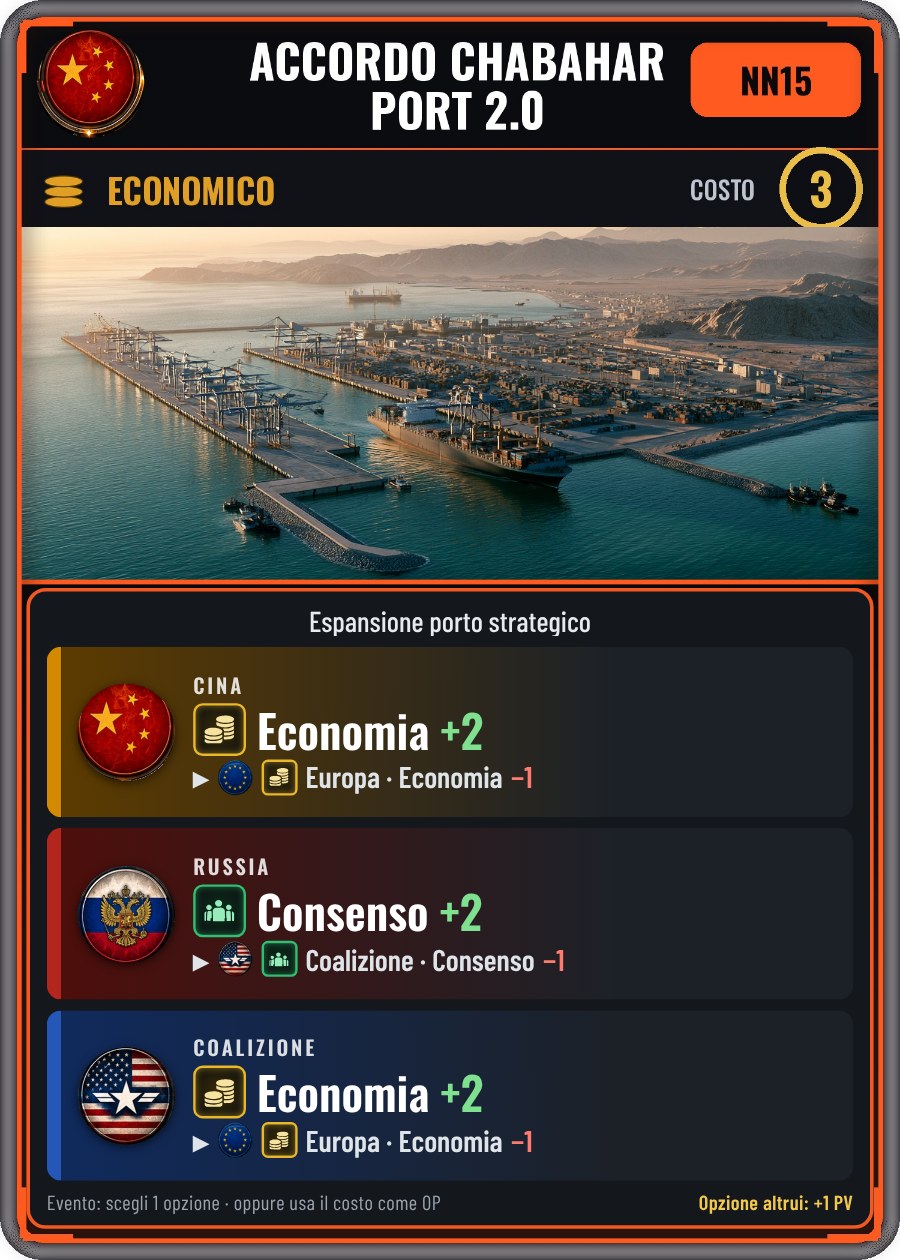 ACCORDO CHABAHAR
PORT 2.0
NN15
ECONOMICO
COSTO
3
Espansione porto strategico
CINA
Economia +2
▶ Europa · Economia −1
RUSSIA
Consenso +2
▶ Coalizione · Consenso −1
COALIZIONE
Economia +2
▶ Europa · Economia −1
Evento: scegli 1 opzione · oppure usa il costo come OP
Opzione altrui: +1 PV